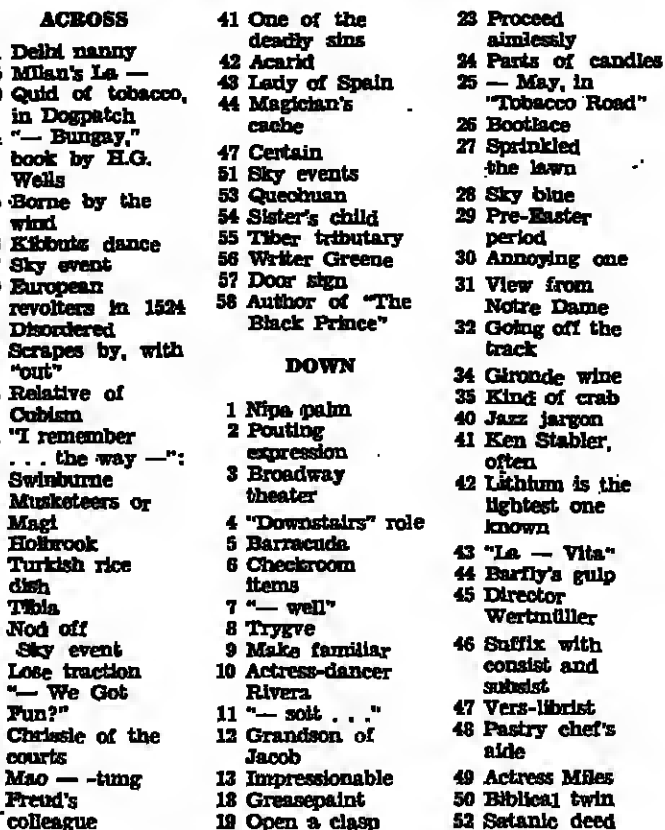 ACROSS
Delhi nanny
Milan's La —
Quid of tobacco,
in Dogpatch
"— Bungay,"
book by H.G.
Wells
Borne by the
wind
Kibbutz dance
Sky event
European
revolters in 1524
Disordered
Scrapes by, with
"out"
Relative of
Cubism
"I remember
. . . the way —":
Swinburne
Musketeers or
Magi
Holbrook
Turkish rice
dish
Tibia
Nod off
Sky event
Lose traction
"— We Got
Fun?"
Chrissie of the
courts
Mao — -tung
Freud's
colleague
41 One of the
deadly sins
42 Acarid
43 Lady of Spain
44 Magician's
cache
47 Certain
51 Sky events
53 Quechuan
54 Sister's child
55 Tiber tributary
56 Writer Greene
57 Door sign
58 Author of "The
Black Prince"
DOWN
1 Nipa palm
2 Pouting
expression
3 Broadway
theater
4 "Downstairs" role
5 Barracuda
6 Checkroom
items
7 "— well"
8 Trygve
9 Make familiar
10 Actress-dancer
Rivera
11 "— soit . . ."
12 Grandson of
Jacob
13 Impressionable
18 Greasepaint
19 Open a clasp
23 Proceed
aimlessly
24 Parts of candles
25 — May, in
"Tobacco Road"
26 Bootlace
27 Sprinkled
the lawn
28 Sky blue
29 Pre-Easter
period
30 Annoying one
31 View from
Notre Dame
32 Going off the
track
34 Gironde wine
35 Kind of crab
40 Jazz jargon
41 Ken Stabler,
often
42 Lithium is the
lightest one
known
43 "La — Vita"
44 Barfly's gulp
45 Director
Wertmüller
46 Suffix with
consist and
subsist
47 Vers-librist
48 Pastry chef's
aide
49 Actress Miles
50 Biblical twin
52 Satanic deed